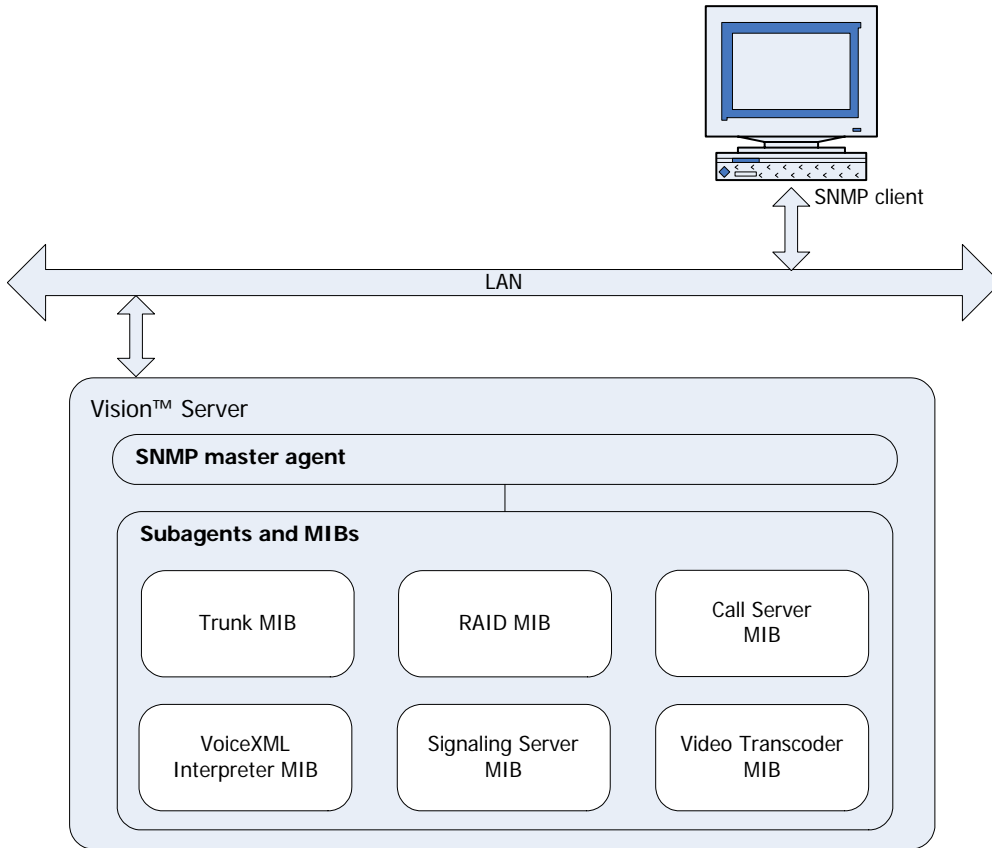 SNMP client
LAN
Vision™ Server
SNMP master agent
Subagents and MIBs
Trunk MIB
RAID MIB
Call Server
MIB
VoiceXML
Interpreter MIB
Signaling Server
MIB
Video Transcoder
MIB